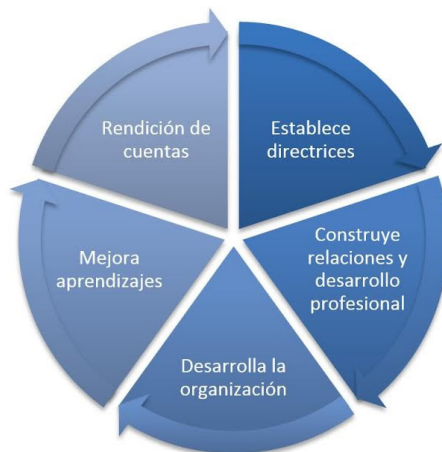 Rendición de
cuentas
Establece
directrices
Construye
relaciones y
desarrollo
profesional
Desarrolla la
organización
Mejora
aprendizajes